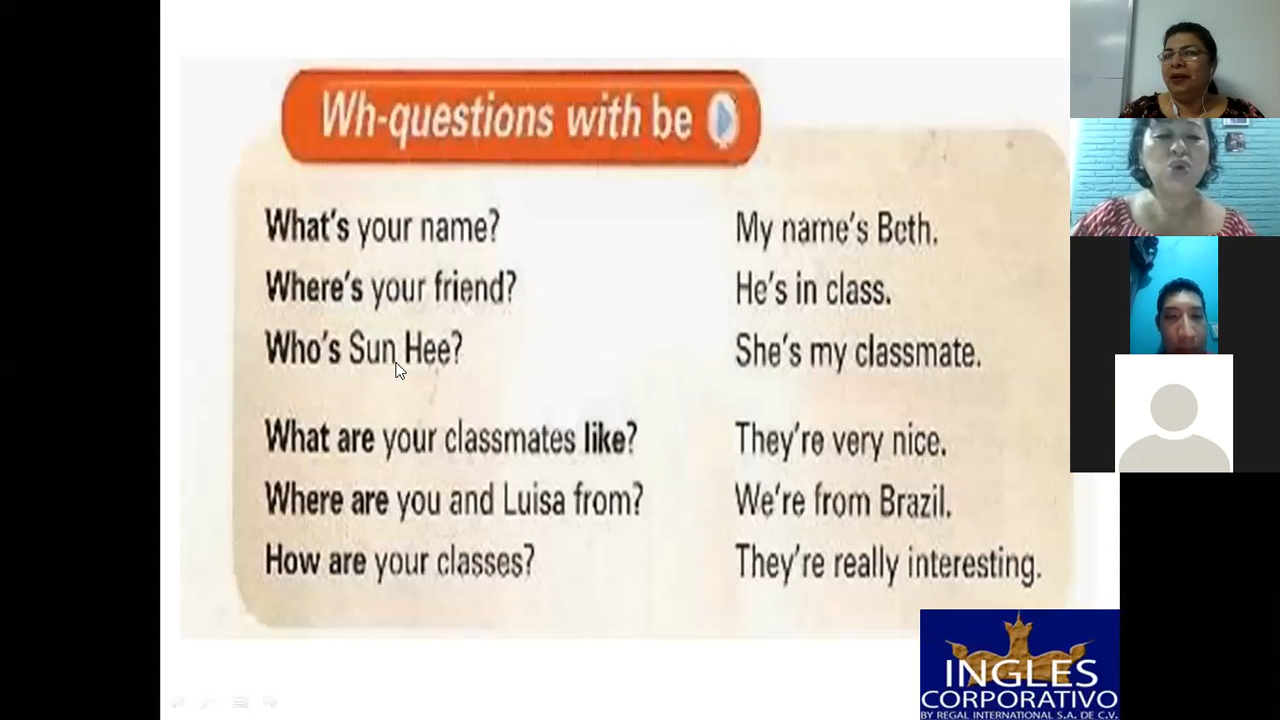 Wh-questions with be
What's your name? My name's Beth.
Where's your friend? He's in class.
Who's Sun Hee? She's my classmate.
What are your classmates like? They're very nice.
Where are you and Luisa from? We're from Brazil.
How are your classes? They're really interesting.
INGLES
CORPORATIVO
BY REGAL INTERNATIONAL S.A. DE C.V.